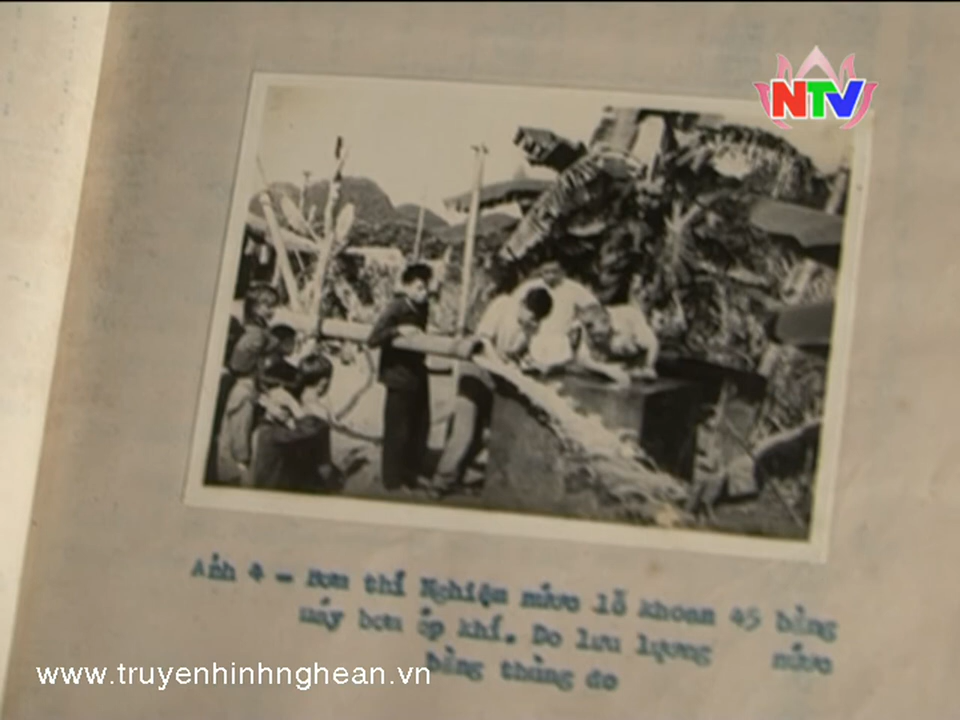 NTV
Ảnh 4 - Bơm thí Nghiệm nước lỗ khoan 45 bằng
máy bơm ép khí. Đo lưu lượng nước
bằng thùng đo
www.truyenhinhnghean.vn